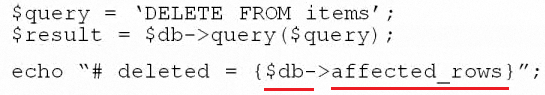 $query = ‘DELETE FROM items’;
$result = $db->query($query);
echo “# deleted = {$db->affected_rows}”;